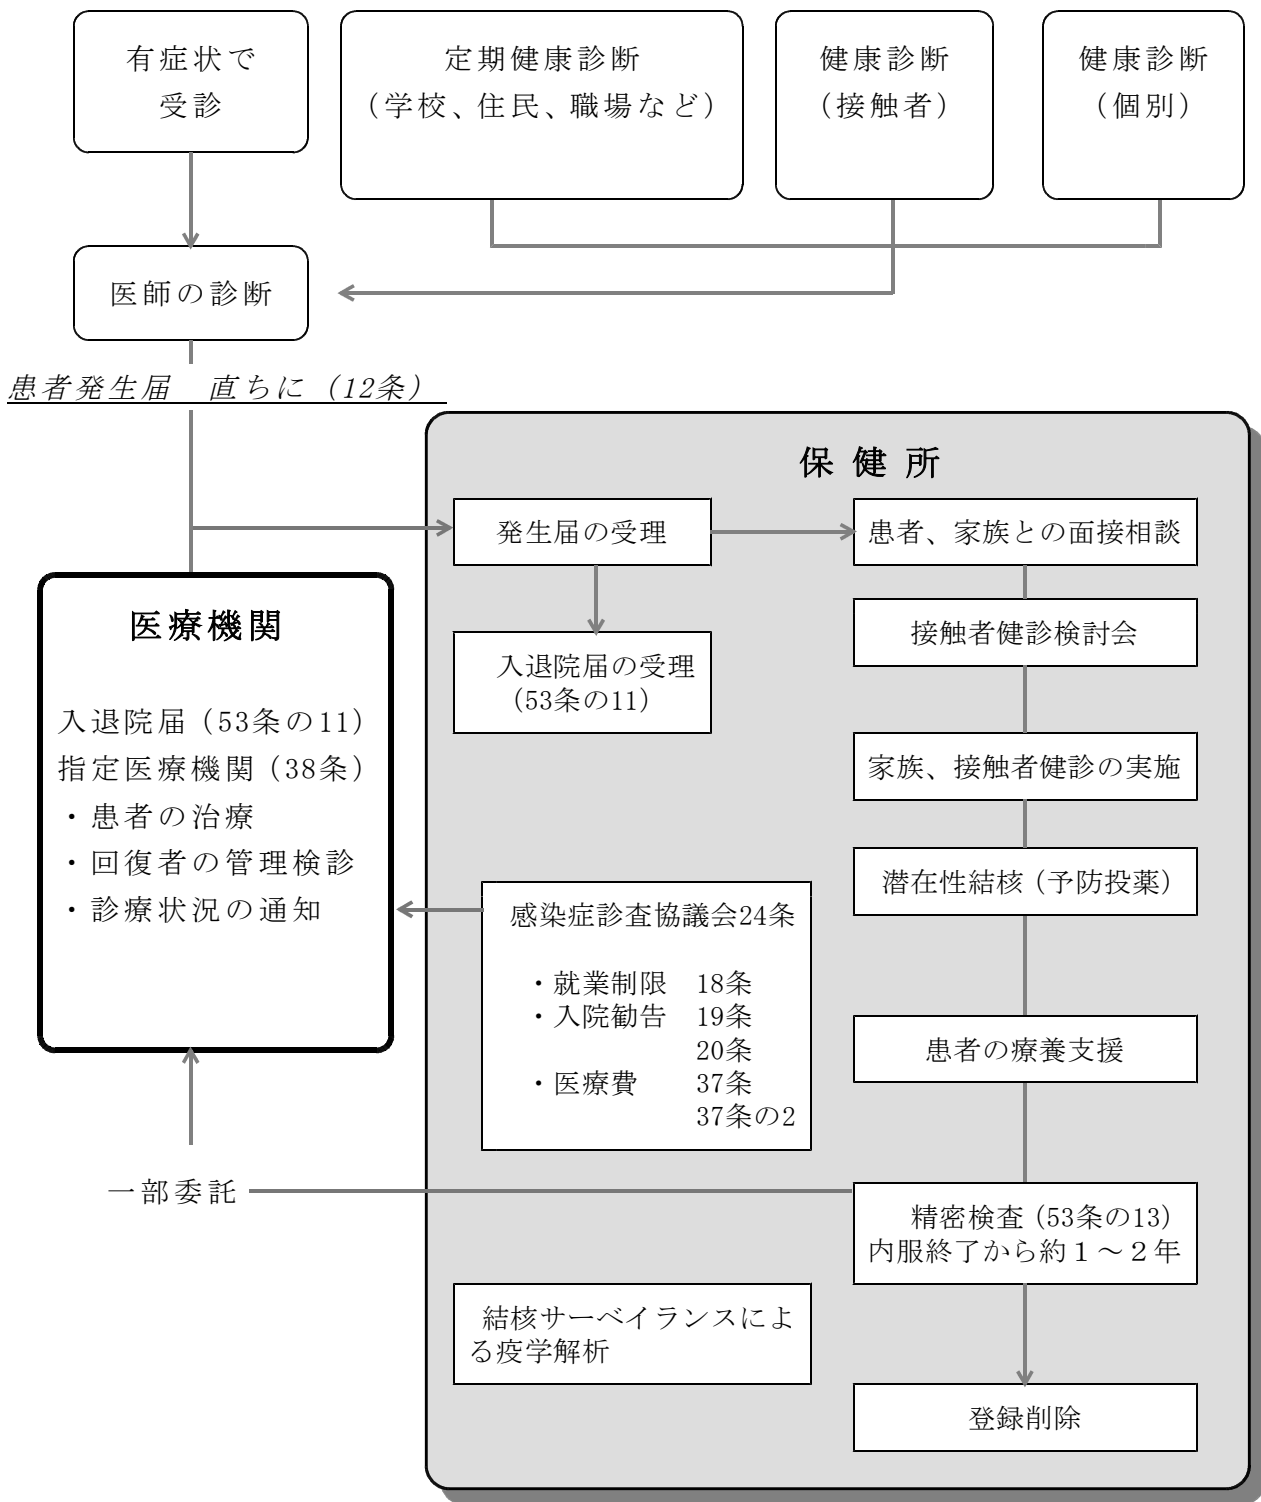 有症状で
受診
定期健康診断
（学校、住民、職場など）
健康診断
（接触者）
健康診断
（個別）
医師の診断
患者発生届　直ちに（12条）
保健所
発生届の受理
患者、家族との面接相談
医療機関
入退院届（53条の11）
指定医療機関（38条）
・患者の治療
・回復者の管理検診
・診療状況の通知
入退院届の受理
（53条の11）
接触者健診検討会
家族、接触者健診の実施
潜在性結核（予防投薬）
感染症診査協議会24条
・就業制限　18条
・入院勧告　19条
20条
・医療費　　37条
37条の2
患者の療養支援
一部委託
精密検査（53条の13）
内服終了から約１～２年
結核サーベイランスによ
る疫学解析
登録削除